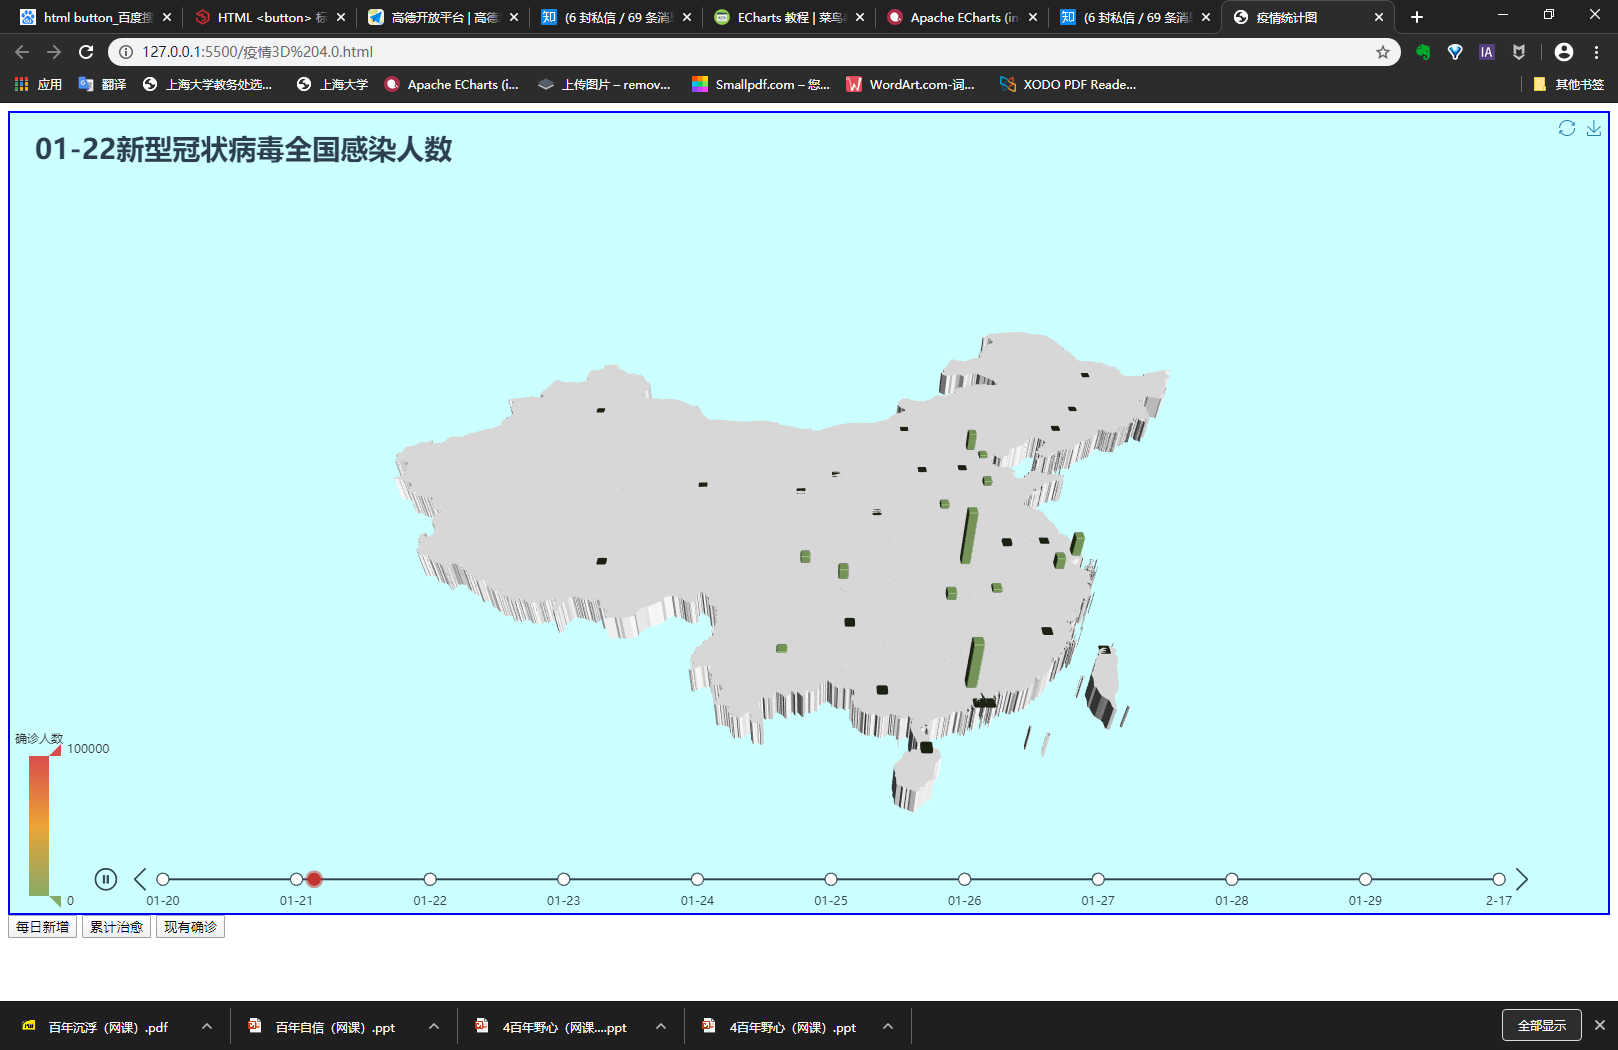 html button_百度搜
HTML <button> 标
高德开放平台 | 高德
(6 封私信 / 69 条消
ECharts 教程 | 菜鸟
Apache ECharts (in
(6 封私信 / 69 条消
疫情统计图
127.0.0.1:5500/疫情3D%204.0.html
应用
翻译
上海大学教务处选...
上海大学
Apache ECharts (i...
上传图片 – remov...
Smallpdf.com – 您...
WordArt.com-词...
XODO PDF Reade...
其他书签
01-22新型冠状病毒全国感染人数
确诊人数
100000
0
01-20
01-21
01-22
01-23
01-24
01-25
01-26
01-27
01-28
01-29
2-17
每日新增
累计治愈
现有确诊
百年沉浮（网课）.pdf
百年自信（网课）.ppt
4百年野心（网课....ppt
4百年野心（网课）.ppt
全部显示